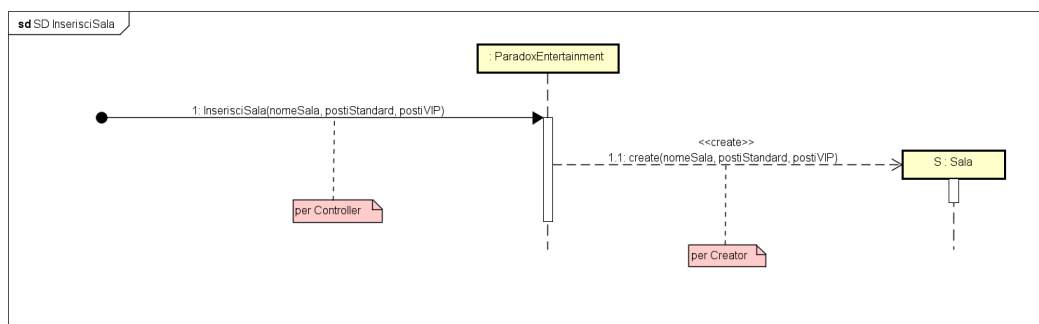 sd SD InserisciSala
: ParadoxEntertainment
1: InserisciSala(nomeSala, postiStandard, postiVIP)
<<create>>
1.1: create(nomeSala, postiStandard, postiVIP)
S : Sala
per Controller
per Creator